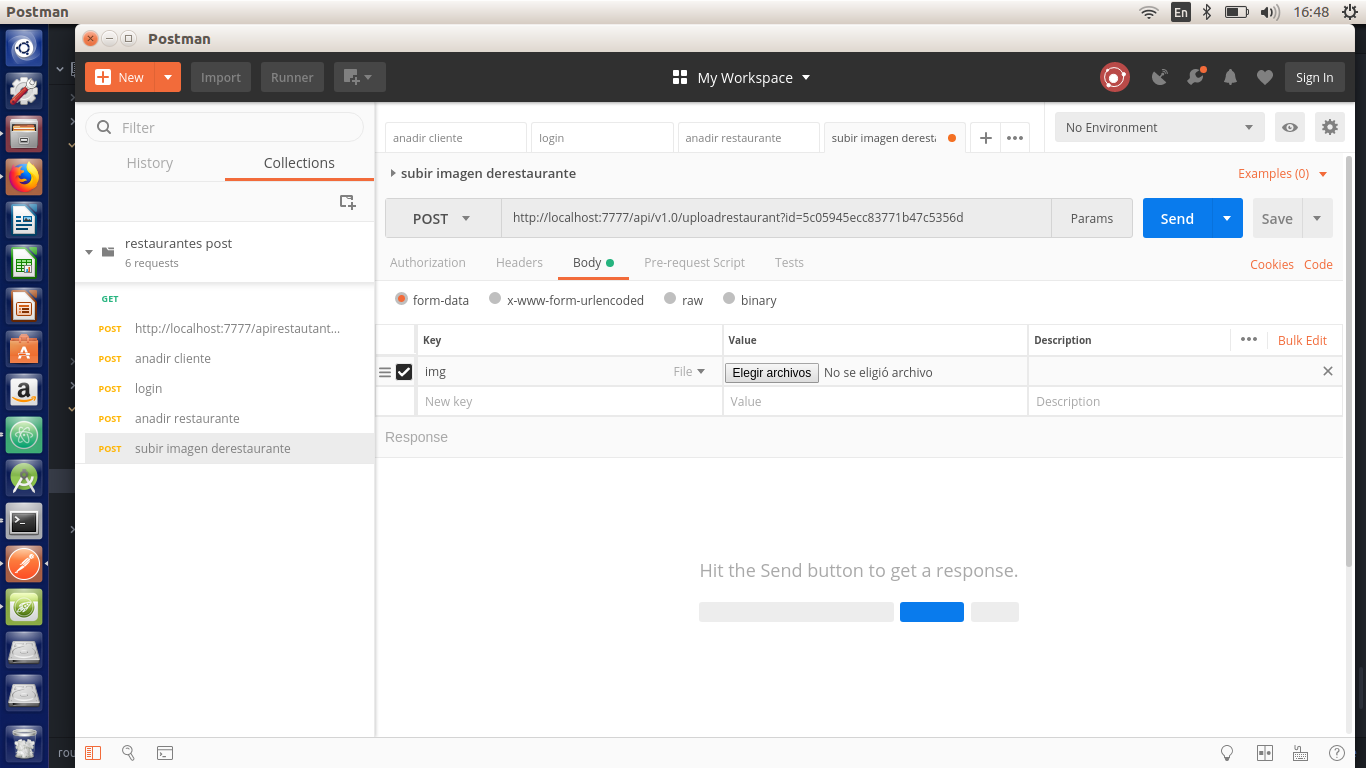 Postman
En
16:48
Postman
New
Import
Runner
My Workspace
Sign In
Filter
History
Collections
restaurantes post
6 requests
GET
POST http://localhost:7777/apirestautant...
POST anadir cliente
POST login
POST anadir restaurante
POST subir imagen derestaurante
anadir cliente
login
anadir restaurante
subir imagen deresta
No Environment
subir imagen derestaurante
Examples (0)
POST
http://localhost:7777/api/v1.0/uploadrestaurant?id=5c05945ecc83771b47c5356d
Params
Send
Save
Authorization
Headers
Body
Pre-request Script
Tests
Cookies
Code
form-data
x-www-form-urlencoded
raw
binary
Key
Value
Description
Bulk Edit
img
File
Elegir archivos
No se eligió archivo
New key
Value
Description
Response
Hit the Send button to get a response.
rou